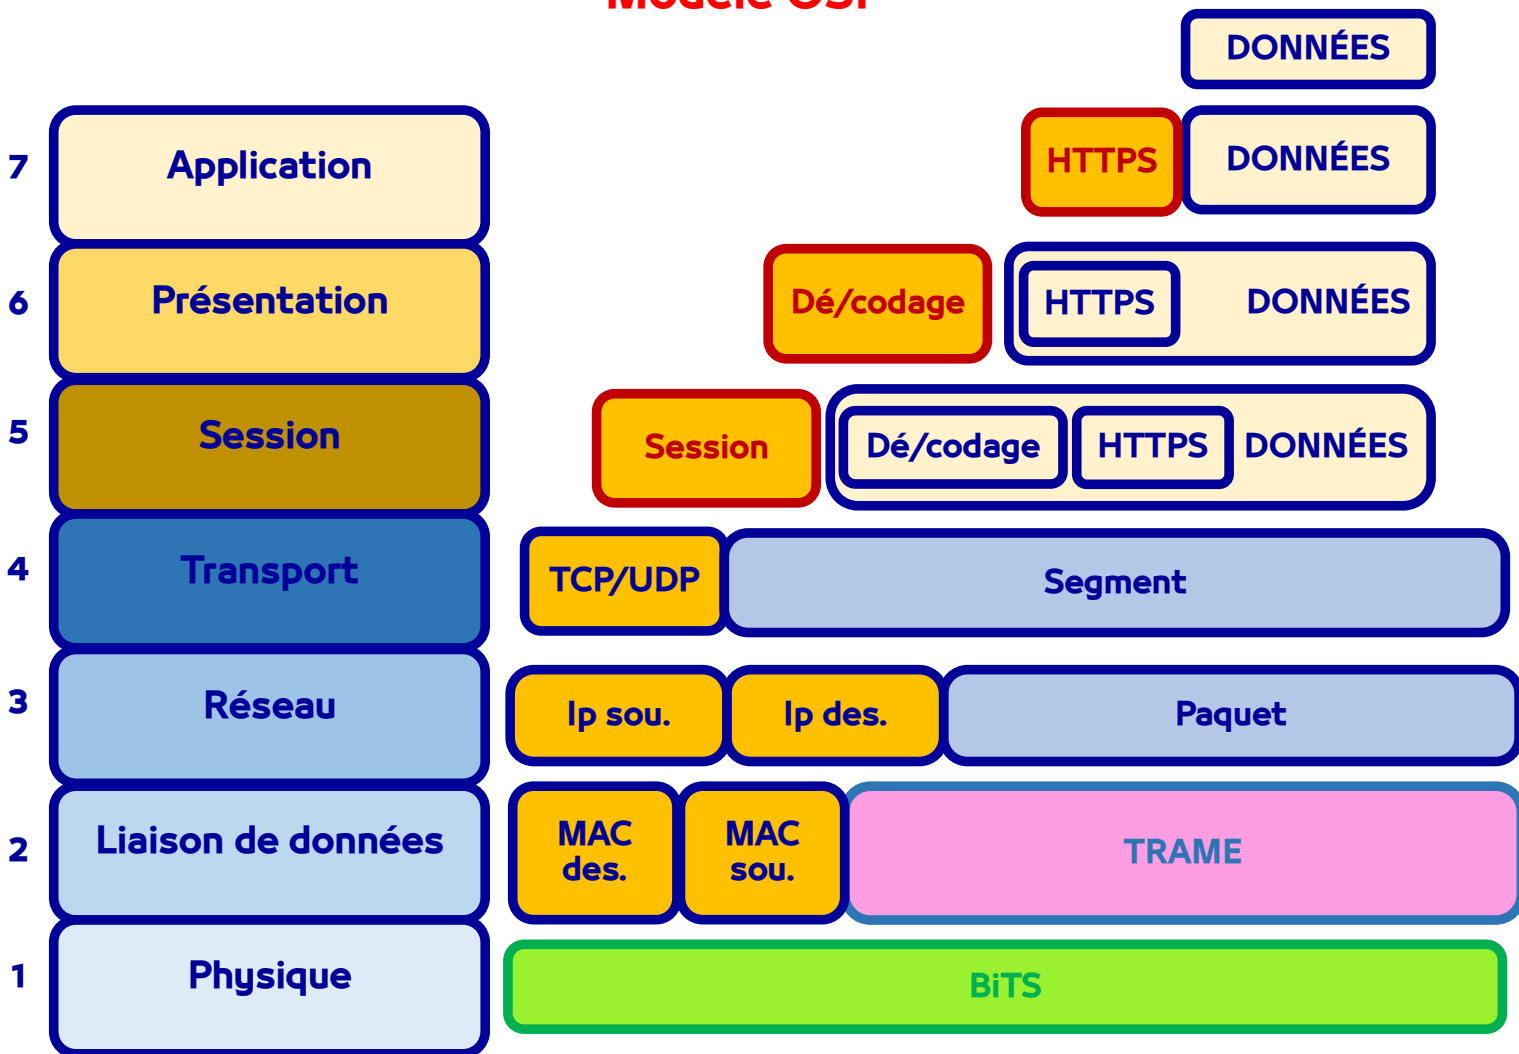 Modèle OSI
DONNÉES
7 Application HTTPS DONNÉES
6 Présentation Dé/codage HTTPS DONNÉES
5 Session Session Dé/codage HTTPS DONNÉES
4 Transport TCP/UDP Segment
3 Réseau Ip sou. Ip des. Paquet
2 Liaison de données MAC des. MAC sou. TRAME
1 Physique BiTS